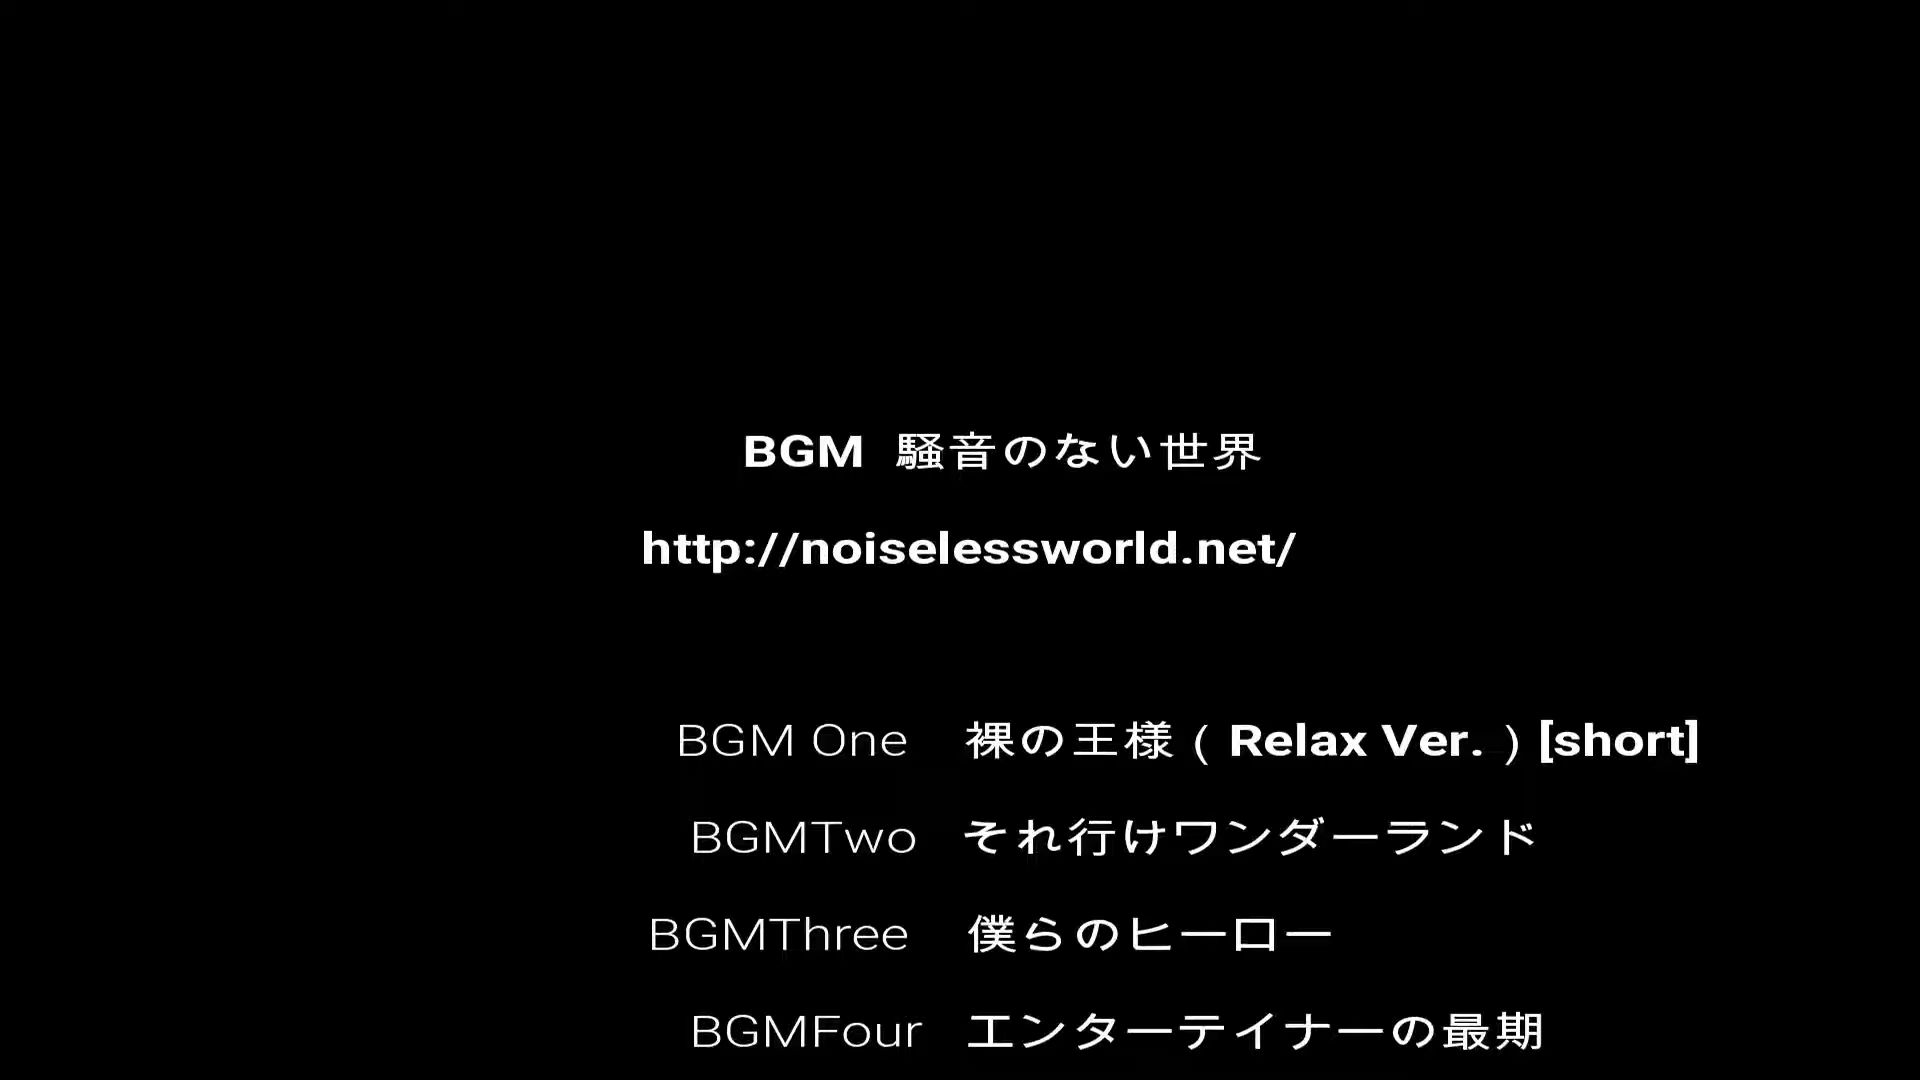 BGM 騒音のない世界
http://noiselessworld.net/
BGM One 裸の王様（Relax Ver.）[short]
BGMTwo それ行けワンダーランド
BGMThree 僕らのヒーロー
BGMFour エンターテイナーの最期